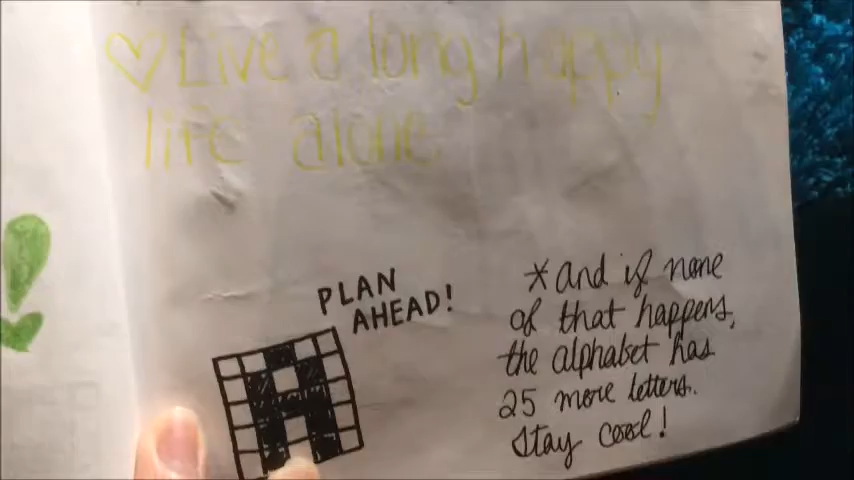 Live a long happy
life alone
PLAN
AHEAD!
*And if none
of that happens,
the alphabet has
25 more letters.
Stay cool!